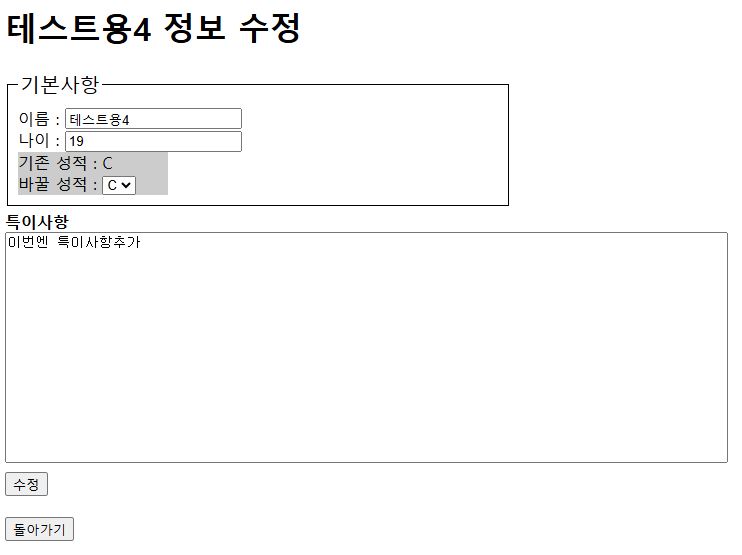 테스트용4 정보 수정
기본사항
이름 : 테스트용4
나이 : 19
기존 성적 : C
바꿀 성적 : C
특이사항
이번엔 특이사항추가
수정
돌아가기